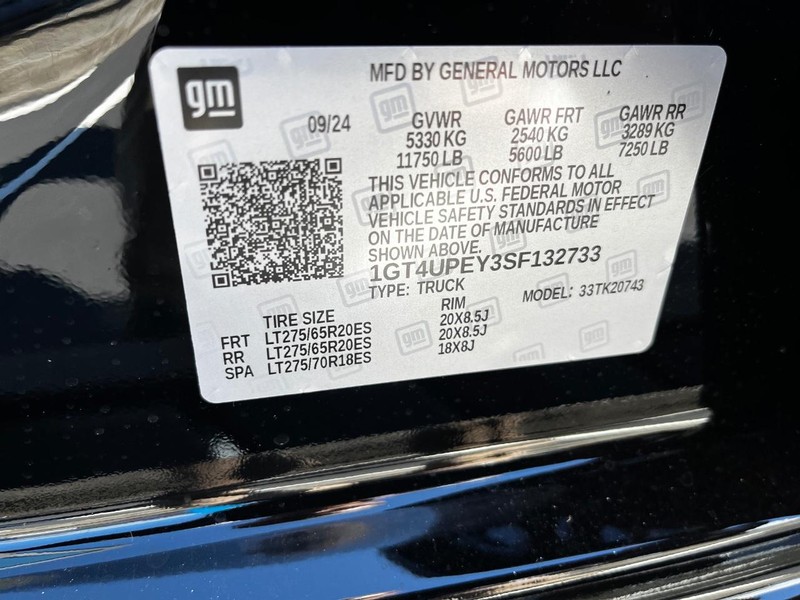 gm
MFD BY GENERAL MOTORS LLC
09/24
GVWR GAWR FRT GAWR RR
5330 KG 2540 KG 3289 KG
11750 LB 5600 LB 7250 LB
THIS VEHICLE CONFORMS TO ALL
APPLICABLE U.S. FEDERAL MOTOR
VEHICLE SAFETY STANDARDS IN EFFECT
ON THE DATE OF MANUFACTURE
SHOWN ABOVE.
1GT4UPEY3SF132733
TYPE: TRUCK MODEL: 33TK20743
TIRE SIZE RIM
FRT LT275/65R20ES 20X8.5J
RR LT275/65R20ES 20X8.5J
SPA LT275/70R18ES 18X8J